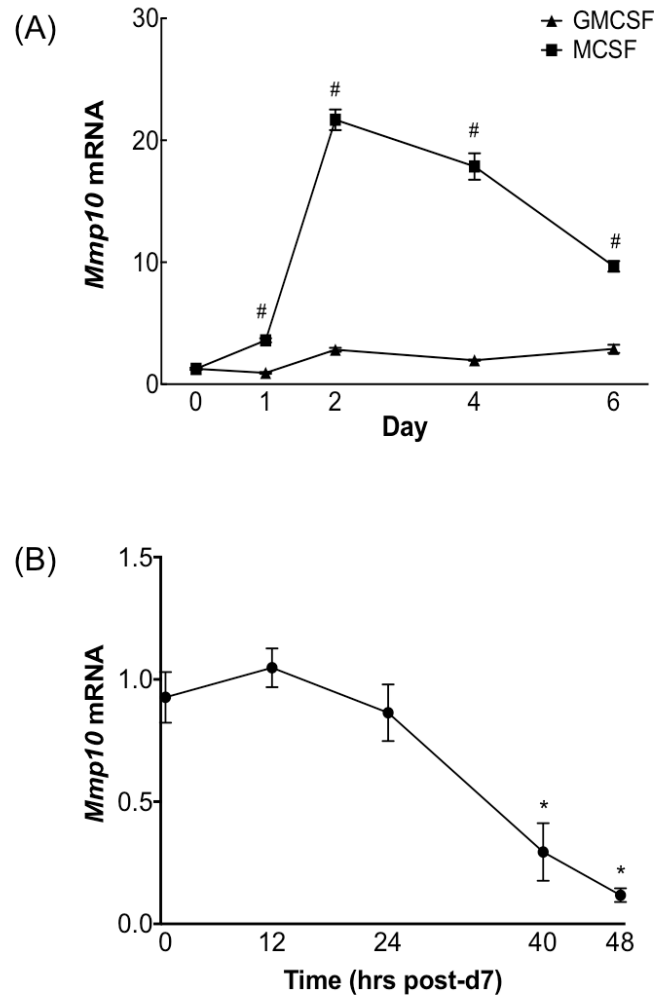 (A)
GMCSF
MCSF
30
20
10
0
Mmp10 mRNA
#
#
#
#
0 1 2 4 6
Day
(B)
1.5
1.0
0.5
0.0
Mmp10 mRNA
*
*
0 12 24 40 48
Time (hrs post-d7)